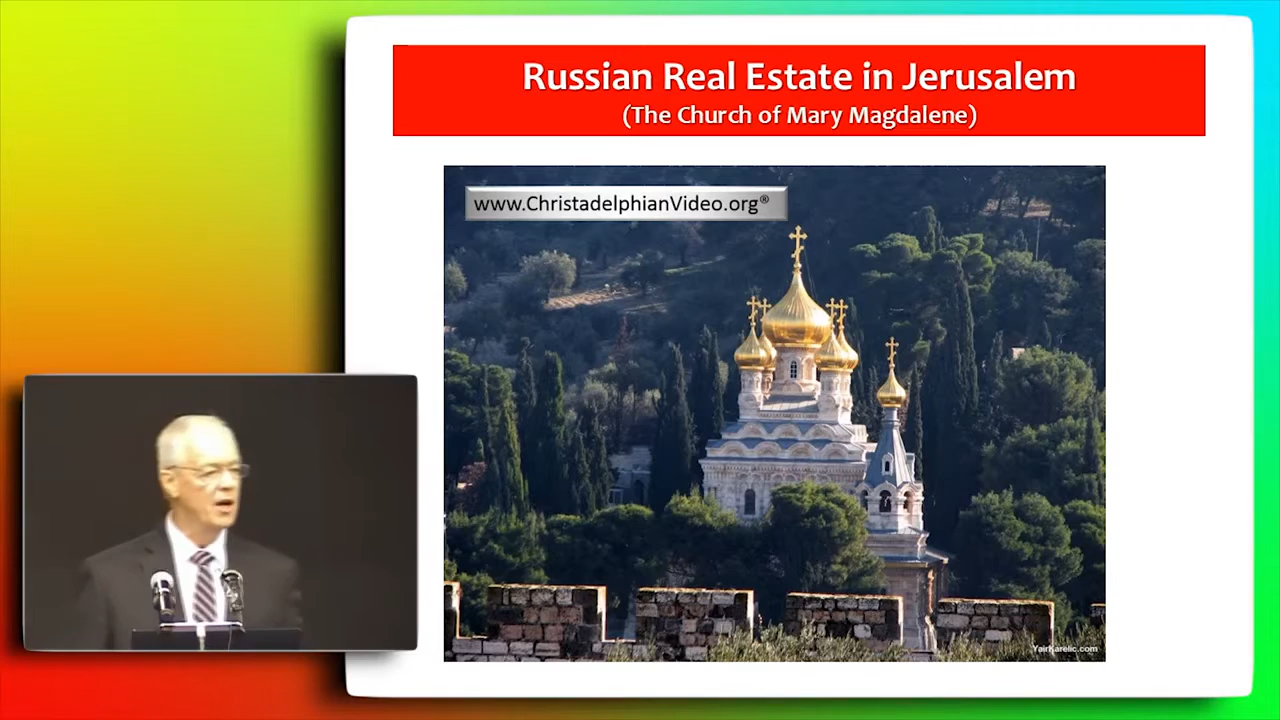 Russian Real Estate in Jerusalem
(The Church of Mary Magdalene)
www.ChristadelphianVideo.org®
YairKarelic.com